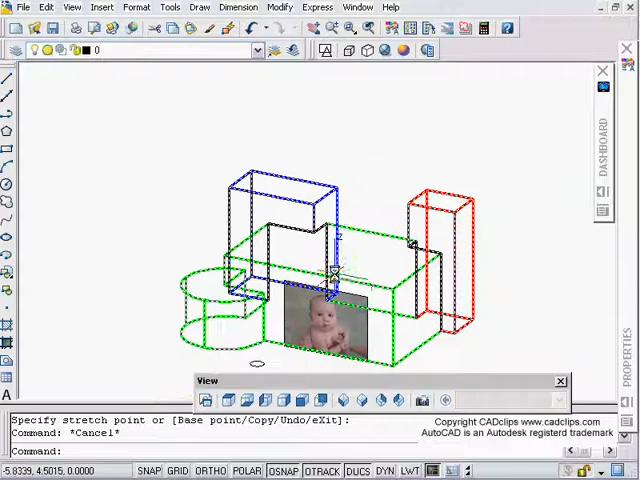 File Edit View Insert Format Tools Draw Dimension Modify Express Window Help
0
DASHBOARD
Z
PROPERTIES
View
Specify stretch point or [Base point/Copy/Undo/eXit]:
Command: *Cancel*
Command:
Copyright © CADclips www.cadclips.com
AutoCAD is an Autodesk registerd trademark
-5.8339, 4.5015, 0.0000 SNAP GRID ORTHO POLAR OSNAP OTRACK DUCS DYN LWT